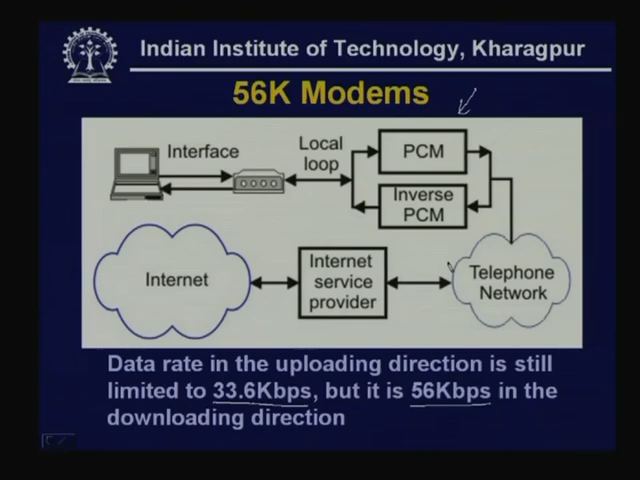 Indian Institute of Technology, Kharagpur
56K Modems
Interface
Local
loop
PCM
Inverse
PCM
Internet
Internet
service
provider
Telephone
Network
Data rate in the uploading direction is still
limited to 33.6Kbps, but it is 56Kbps in the
downloading direction